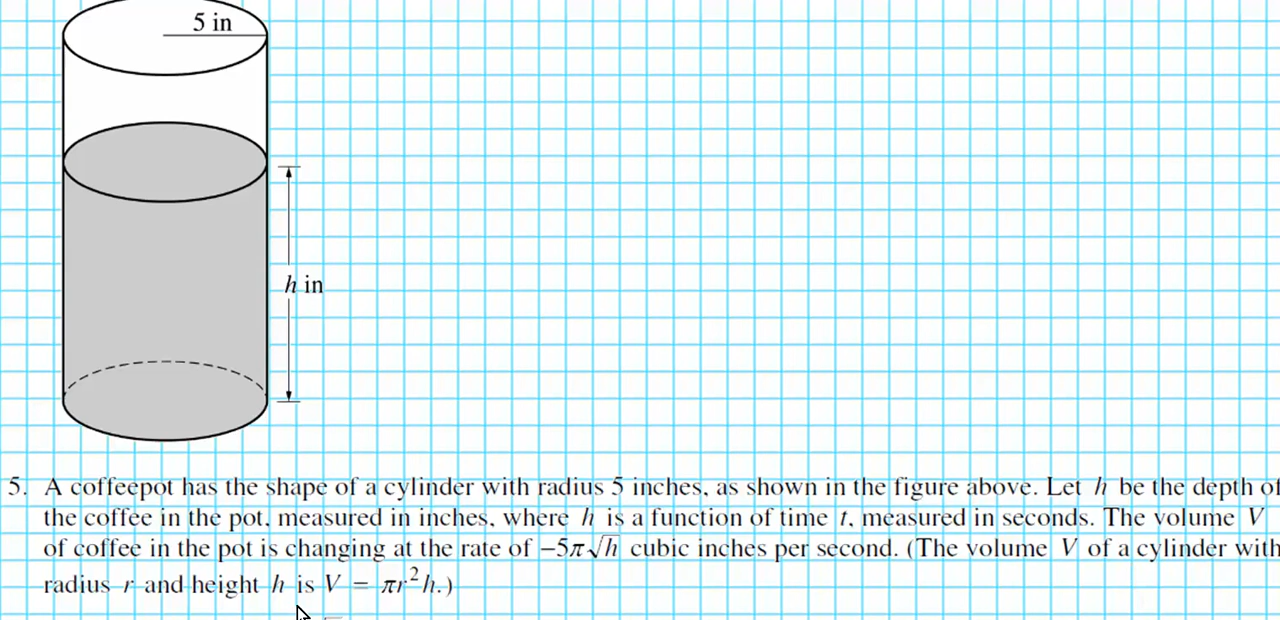 5 in
h in
5. A coffeepot has the shape of a cylinder with radius 5 inches, as shown in the figure above. Let h be the depth of
the coffee in the pot, measured in inches, where h is a function of time t, measured in seconds. The volume V
of coffee in the pot is changing at the rate of −5π√h cubic inches per second. (The volume V of a cylinder with
radius r and height h is V = πr²h.)